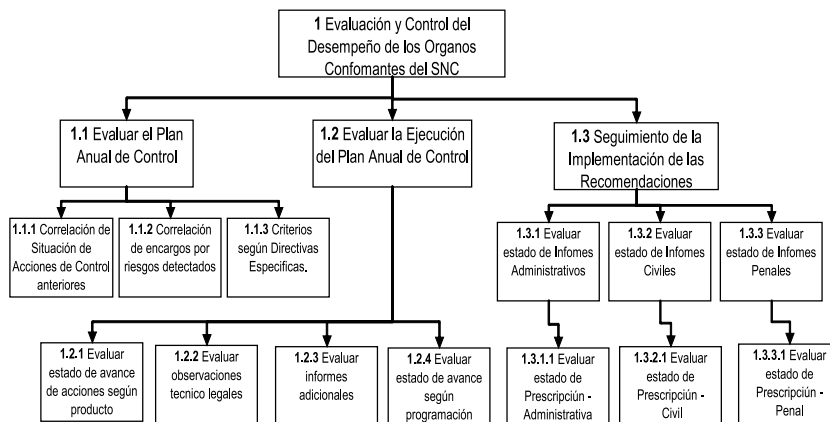 1 Evaluación y Control del
Desempeño de los Organos
Confomantes del SNC
1.1 Evaluar el Plan
Anual de Control
1.2 Evaluar la Ejecución
del Plan Anual de Control
1.3 Seguimiento de la
Implementación de las
Recomendaciones
1.1.1 Correlación de
Situación de
Acciones de Control
anteriores
1.1.2 Correlación
de encargos por
riesgos detectados
1.1.3 Criterios
según Directivas
Especificas.
1.3.1 Evaluar
estado de Infomes
Administrativos
1.3.2 Evaluar
estado de Infomes
Civiles
1.3.3 Evaluar
estado de Infomes
Penales
1.2.1 Evaluar
estado de avance
de acciones según
producto
1.2.2 Evaluar
observaciones
tecnico legales
1.2.3 Evaluar
informes
adicionales
1.2.4 Evaluar
estado de avance
según
programación
1.3.1.1 Evaluar
estado de
Prescripciún -
Administrativa
1.3.2.1 Evaluar
estado de
Prescripciún -
Civil
1.3.3.1 Evaluar
estado de
Prescripciún -
Penal